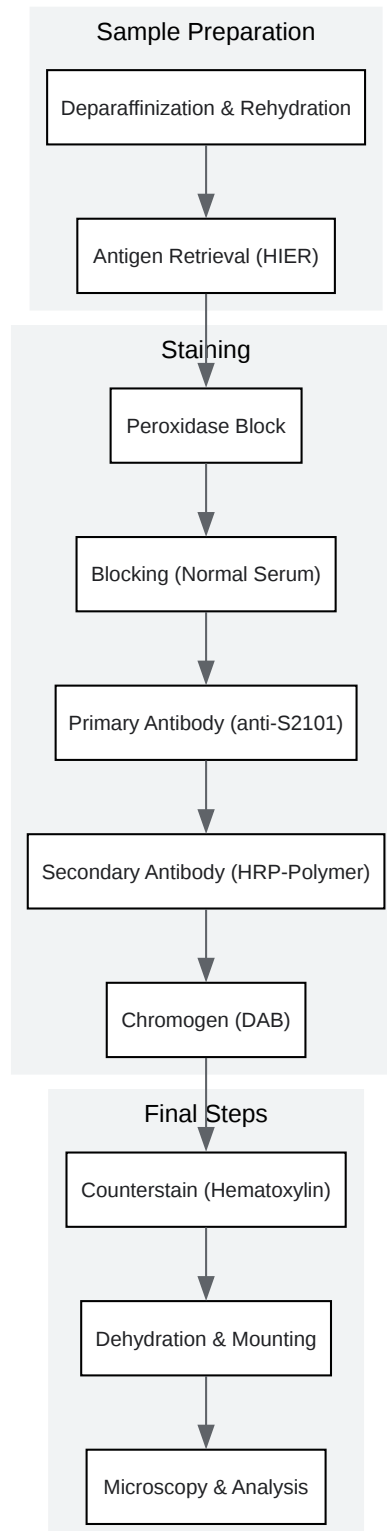 Sample Preparation
Deparaffinization & Rehydration
Antigen Retrieval (HIER)
Staining
Peroxidase Block
Blocking (Normal Serum)
Primary Antibody (anti-S2101)
Secondary Antibody (HRP-Polymer)
Chromogen (DAB)
Final Steps
Counterstain (Hematoxylin)
Dehydration & Mounting
Microscopy & Analysis